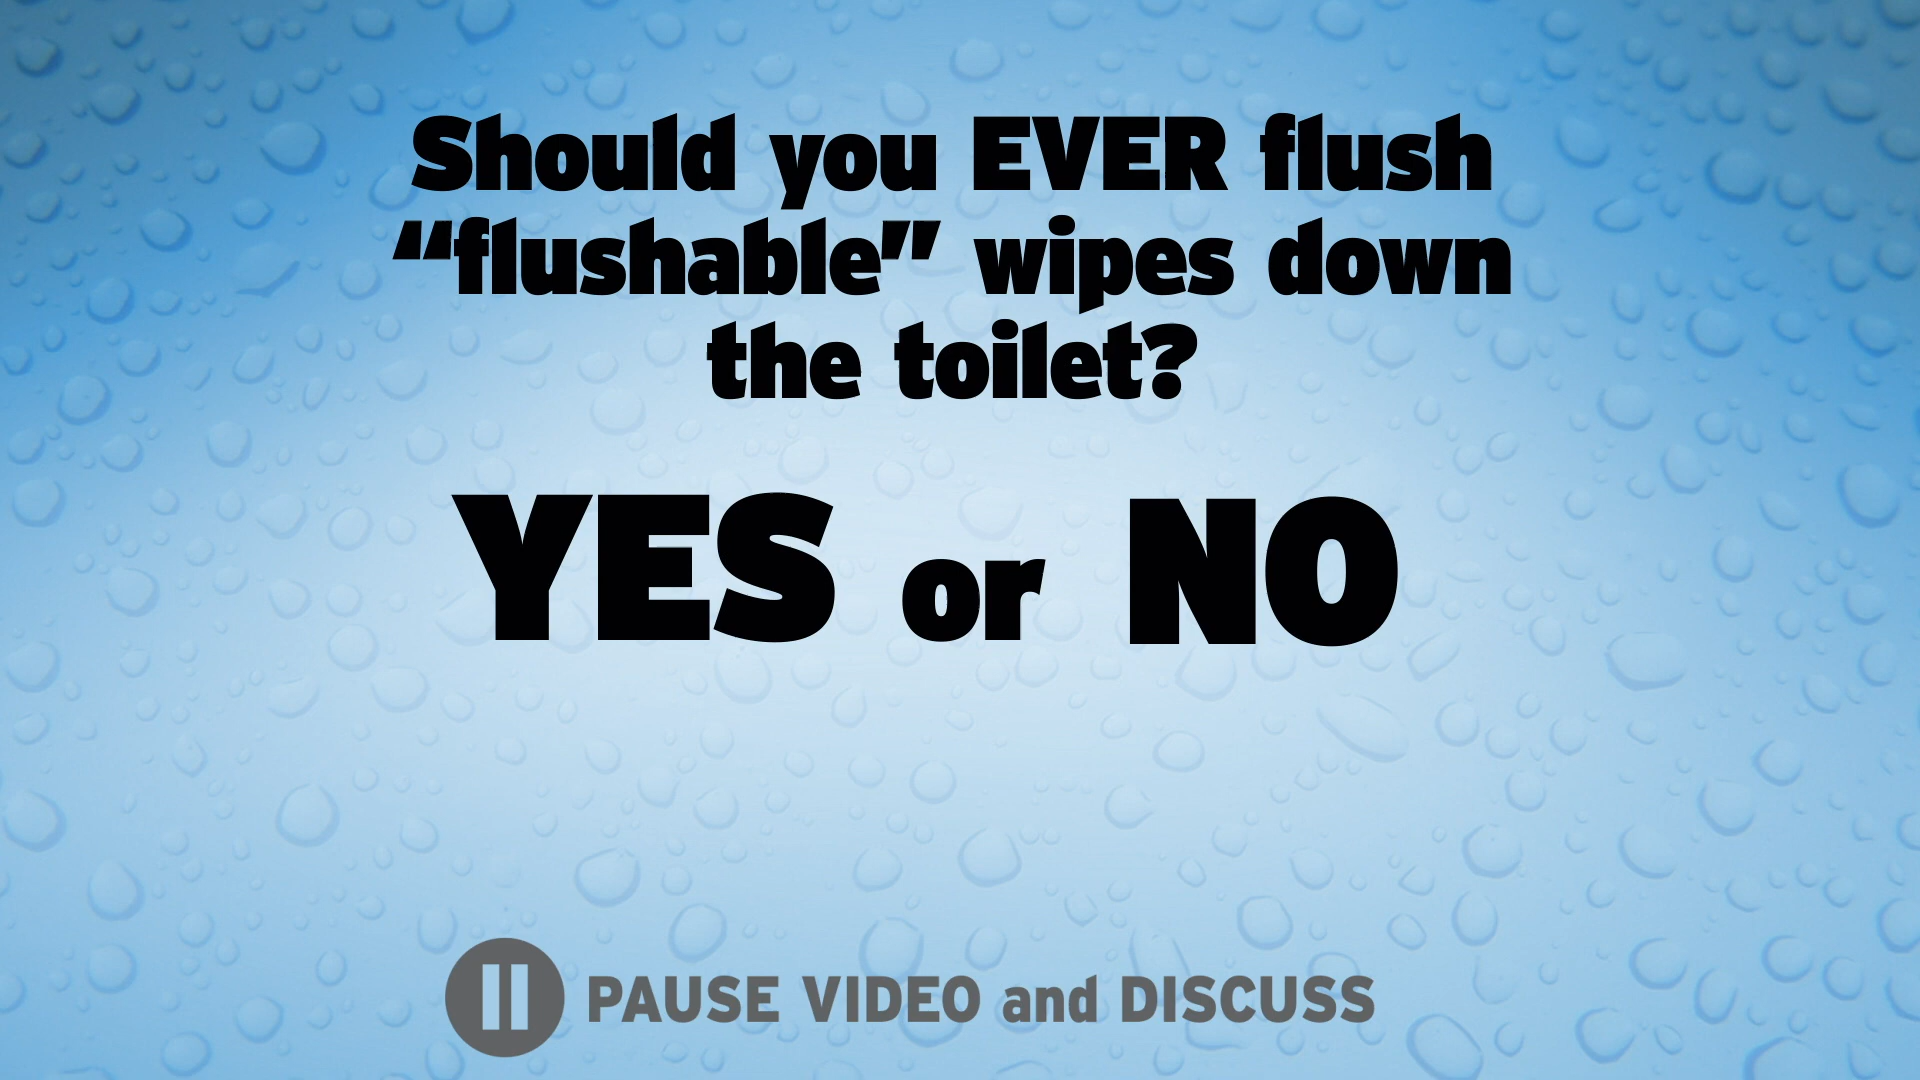 Should you EVER flush
“flushable” wipes down
the toilet?
YES or NO
PAUSE VIDEO and DISCUSS